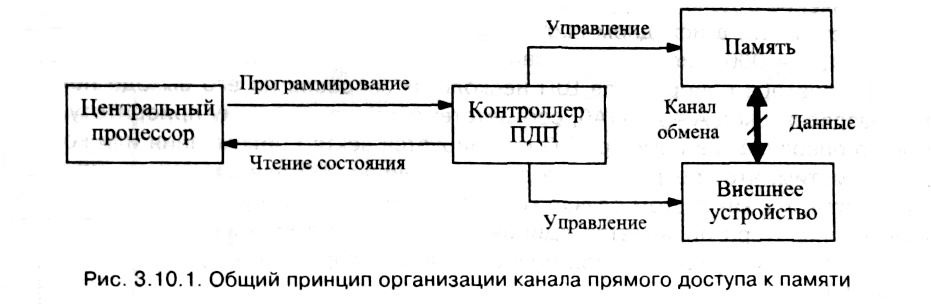 Управление
Память
Программирование
Центральный
процессор
Контроллер
ПДП
Канал
обмена
Данные
Чтение состояния
Внешнее
устройство
Управление
Рис. 3.10.1. Общий принцип организации канала прямого доступа к памяти